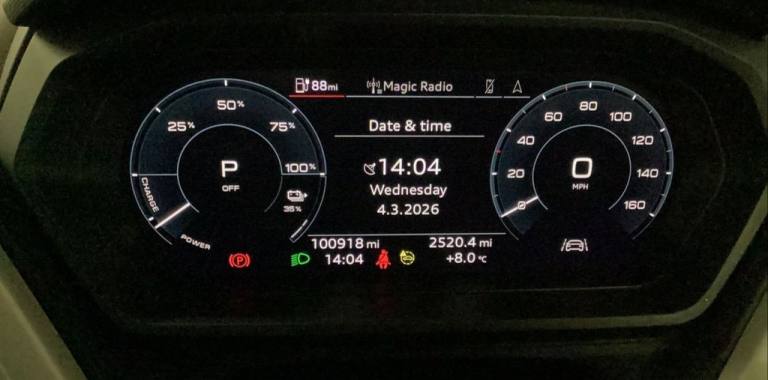 88mi
Magic Radio
50%
25%
75%
100%
P
OFF
CHARGE
POWER
35%
Date & time
14:04
Wednesday
4.3.2026
80
60
100
40
120
20
140
0
160
0
MPH
100918 mi
2520.4 mi
P
14:04
+8.0 °C